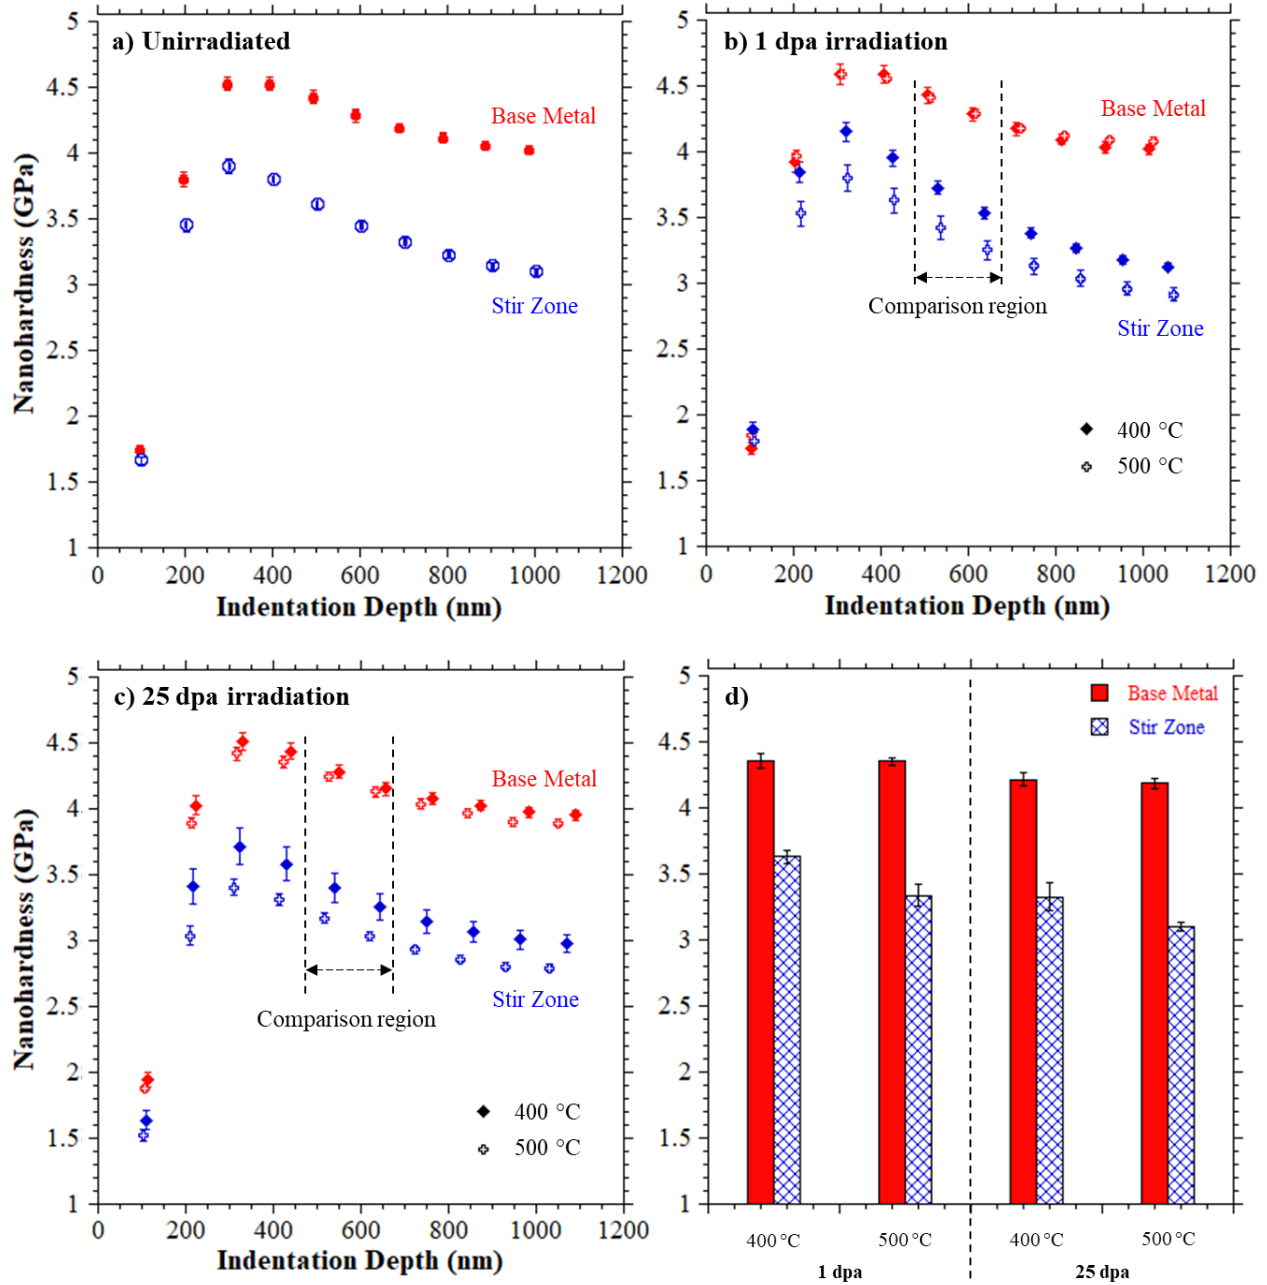 a) Unirradiated
5
4.5
4
3.5
3
2.5
2
1.5
1
Nanohardness (GPa)
Base Metal
Stir Zone
0 200 400 600 800 1000 1200
Indentation Depth (nm)
b) 1 dpa irradiation
5
4.5
4
3.5
3
2.5
2
1.5
1
Base Metal
Comparison region
Stir Zone
400 °C
500 °C
0 200 400 600 800 1000 1200
Indentation Depth (nm)
c) 25 dpa irradiation
5
4.5
4
3.5
3
2.5
2
1.5
1
Nanohardness (GPa)
Base Metal
Stir Zone
Comparison region
400 °C
500 °C
0 200 400 600 800 1000 1200
Indentation Depth (nm)
d)
5
4.5
4
3.5
3
2.5
2
1.5
1
Base Metal
Stir Zone
400 °C 500 °C 400 °C 500 °C
1 dpa 25 dpa